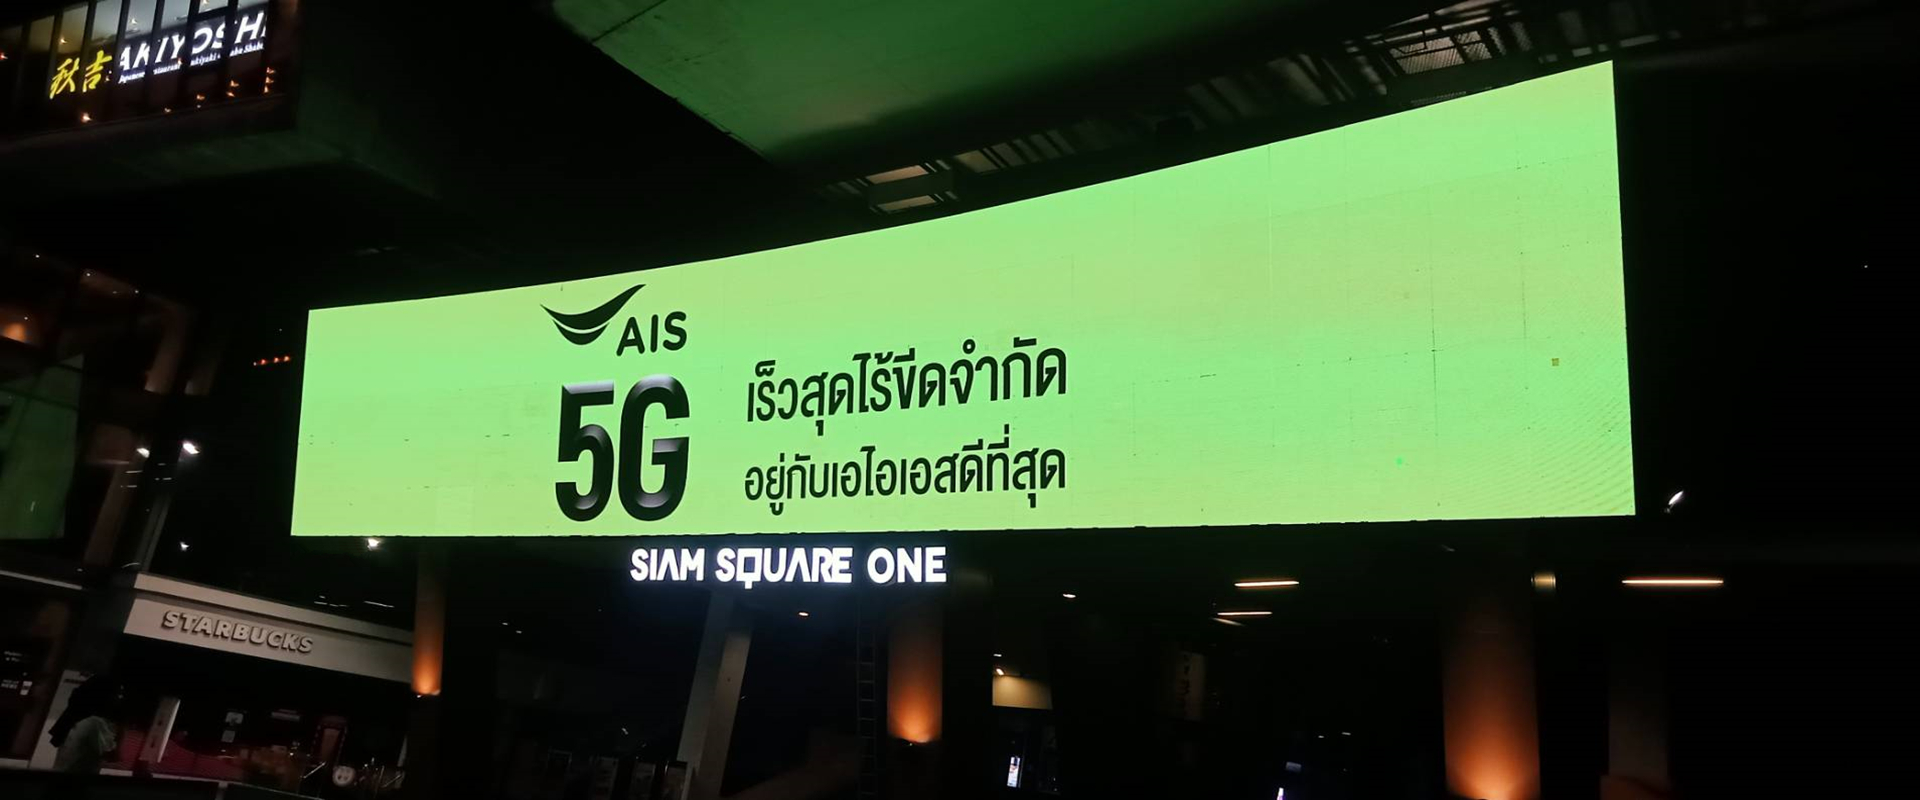 秋吉 AKIYOSHI
AIS
5G
เร็วสุดไร้ขีดจำกัด
อยู่กับเอไอเอสดีที่สุด
SIAM SQUARE ONE
STARBUCKS